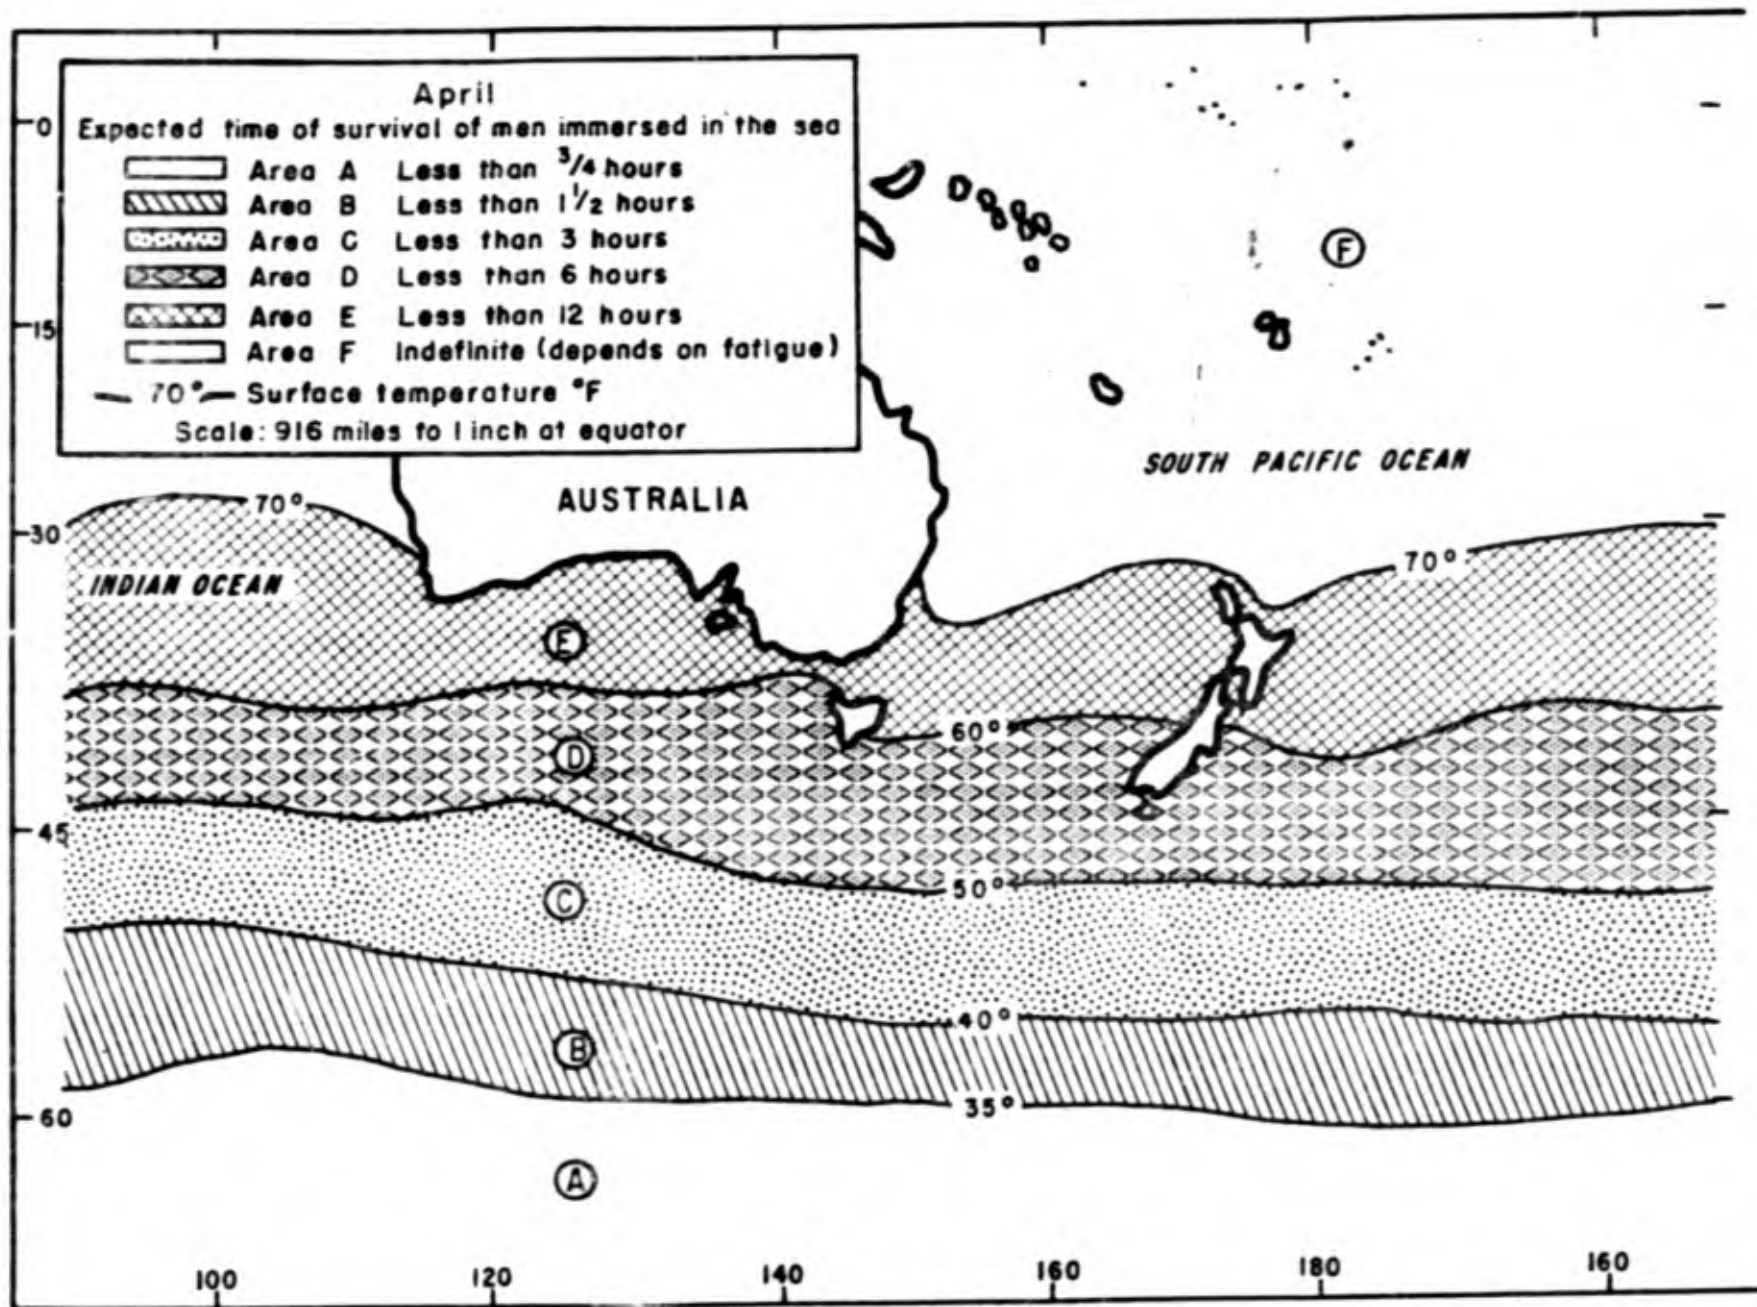 April
Expected time of survival of men immersed in the sea
Area A Less than 3/4 hours
Area B Less than 1 1/2 hours
Area C Less than 3 hours
Area D Less than 6 hours
Area E Less than 12 hours
Area F Indefinite (depends on fatigue)
70° Surface temperature °F
Scale: 916 miles to 1 inch at equator
0
15
30
45
60
F
SOUTH PACIFIC OCEAN
AUSTRALIA
70°
70°
INDIAN OCEAN
E
60°
D
50°
C
40°
B
35°
A
100 120 140 160 180 160